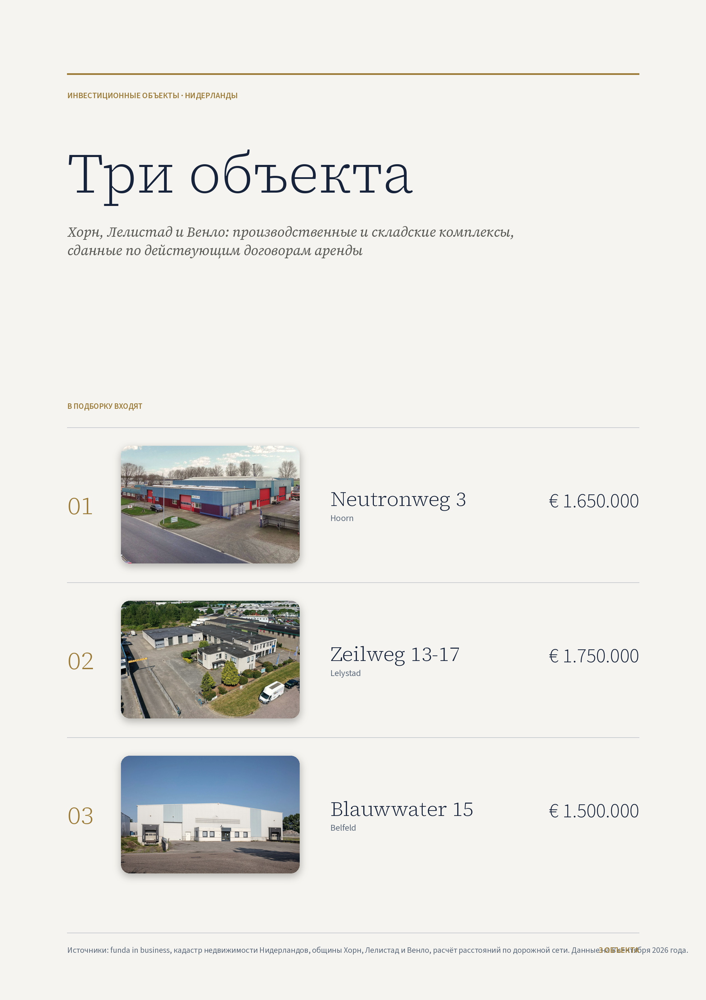 ИНВЕСТИЦИОННЫЕ ОБЪЕКТЫ · НИДЕРЛАНДЫ
Три объекта
Хорн, Лелистад и Венло: производственные и складские комплексы,
сданные по действующим договорам аренды
В ПОДБОРКУ ВХОДЯТ
01
Neutronweg 3
Hoorn
€ 1.650.000
02
Zeilweg 13-17
Lelystad
€ 1.750.000
03
Blauwwater 15
Belfeld
€ 1.500.000
Источники: funda in business, кадастр недвижимости Нидерландов, общины Хорн, Лелистад и Венло, расчёт расстояний по дорожной сети. Данные на сентября 2026 года.
3 ОБЪЕКТА